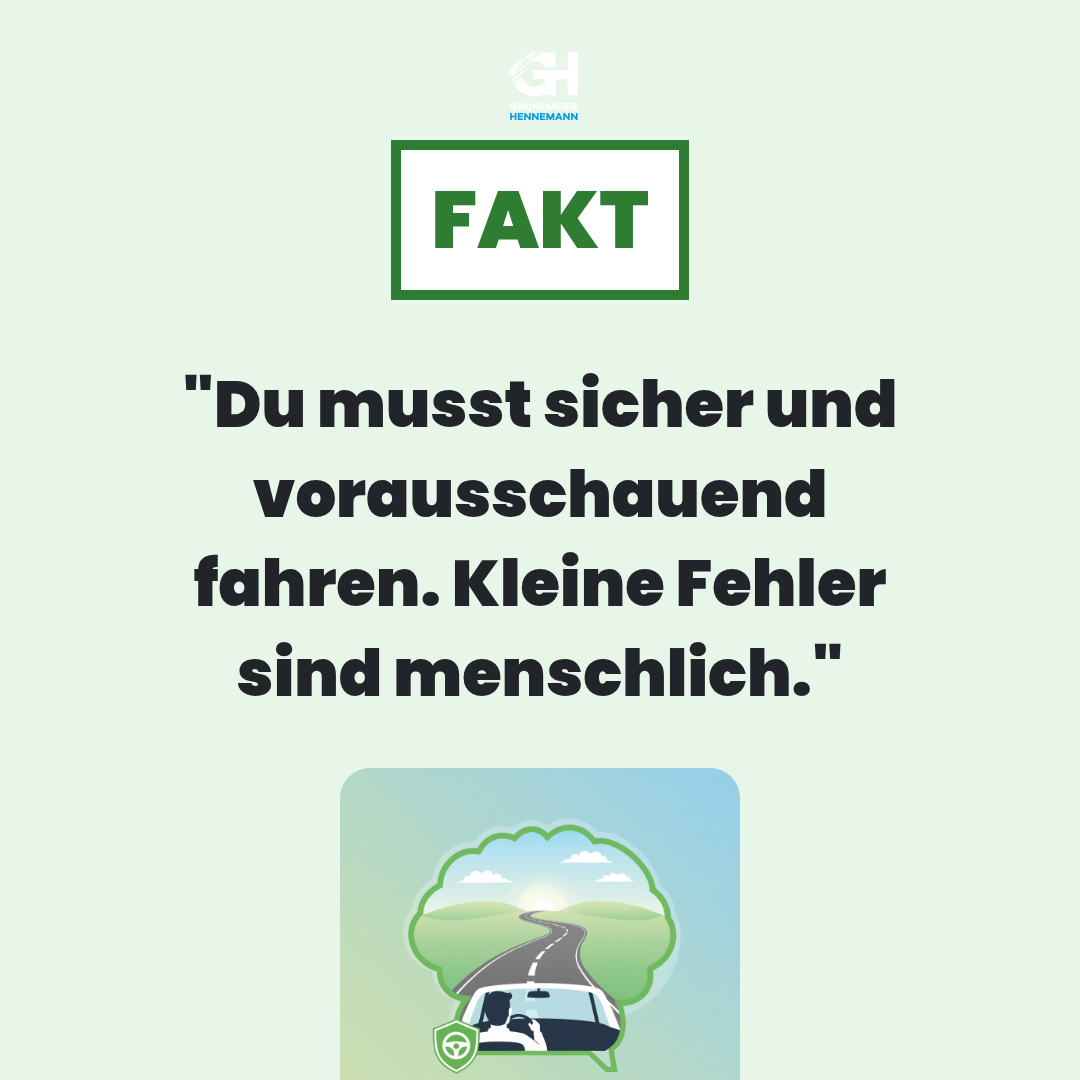 GH
GRONEMEIER
HENNEMANN
FAKT
"Du musst sicher und
vorausschauend
fahren. Kleine Fehler
sind menschlich."